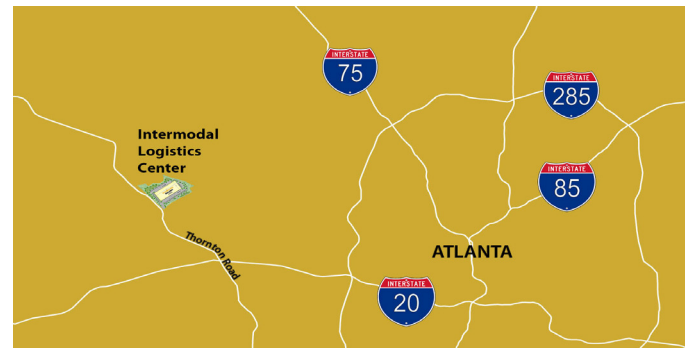 INTERSTATE
75
INTERSTATE
285
Intermodal
Logistics
Center
INTERSTATE
85
Thornton Road
ATLANTA
INTERSTATE
20